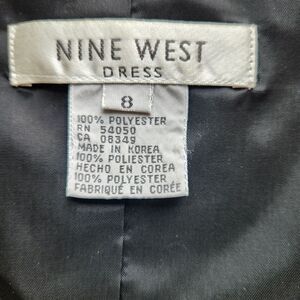 NINE WEST
DRESS
8
100% POLYESTER
RN 54050
CA 08349
MADE IN KOREA
100% POLIESTER
HECHO EN COREA
100% POLYESTER
FABRIQUÉ EN CORÉE